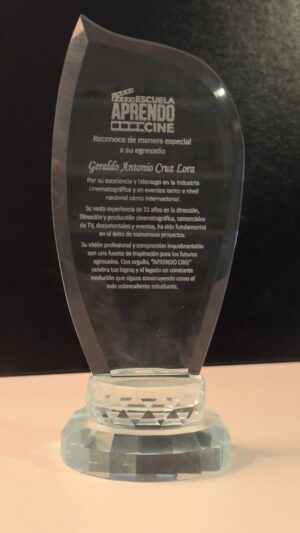 ESCUELA
APRENDO
CINE
Reconoce de manera especial
a su egresado
Geraldo Antonio Cruz Lora
Por su excelencia y liderazgo en la industria
cinematográfica y en eventos tanto a nivel
nacional cómo internacional.
Su vasta experiencia de 11 años en la dirección,
filmación y producción cinematográfica, comerciales
de TV, documentales y eventos, ha sido fundamental
en el éxito de numerosos proyectos.
Su visión profesional y compromiso inquebrantable
son una fuente de inspiración para los futuros
egresados. Con orgullo, "APRENDO CINE"
celebra tus logros y el legado en constante
evolución que sigues construyendo como el
más sobresaliente estudiante.